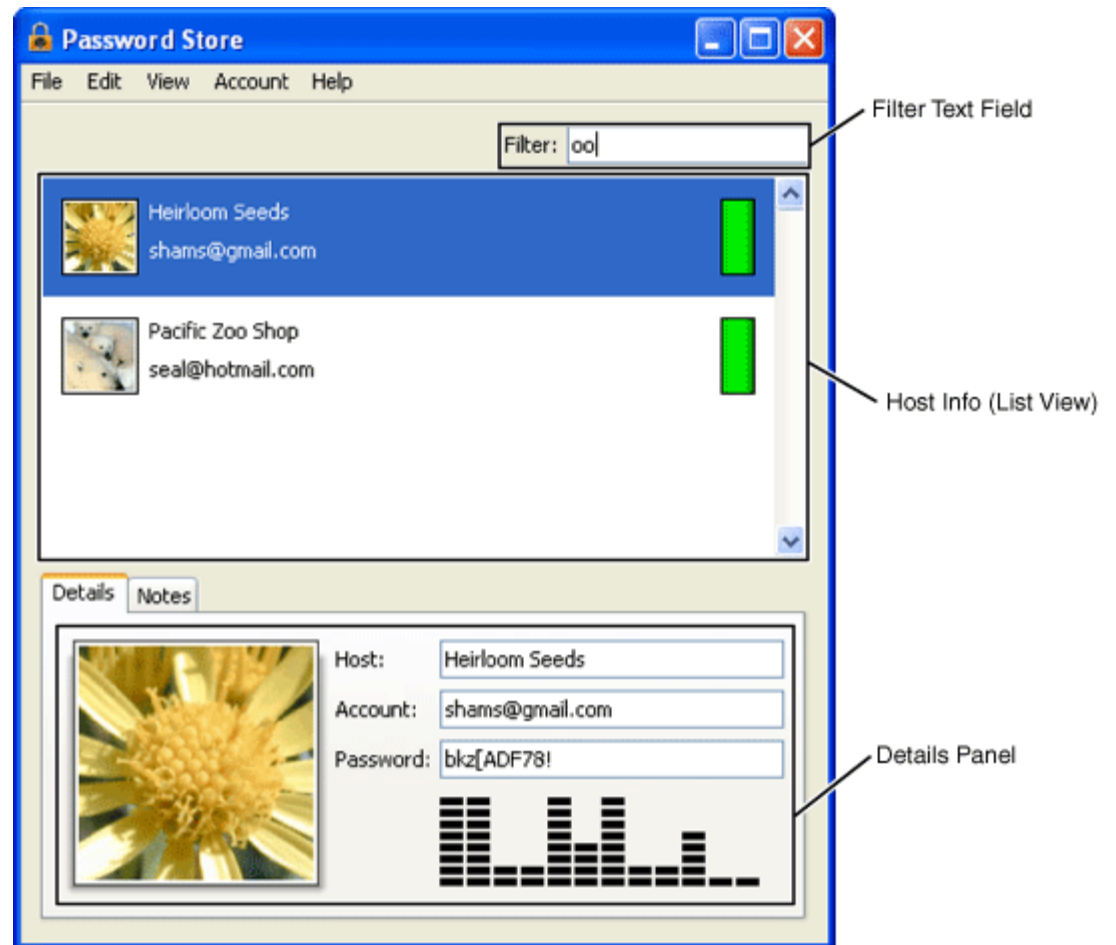 Password Store
File Edit View Account Help
Filter Text Field
Filter: oo
Heirloom Seeds
shams@gmail.com
Pacific Zoo Shop
seal@hotmail.com
Host Info (List View)
Details Notes
Host: Heirloom Seeds
Account: shams@gmail.com
Password: bkz[ADF78!
Details Panel